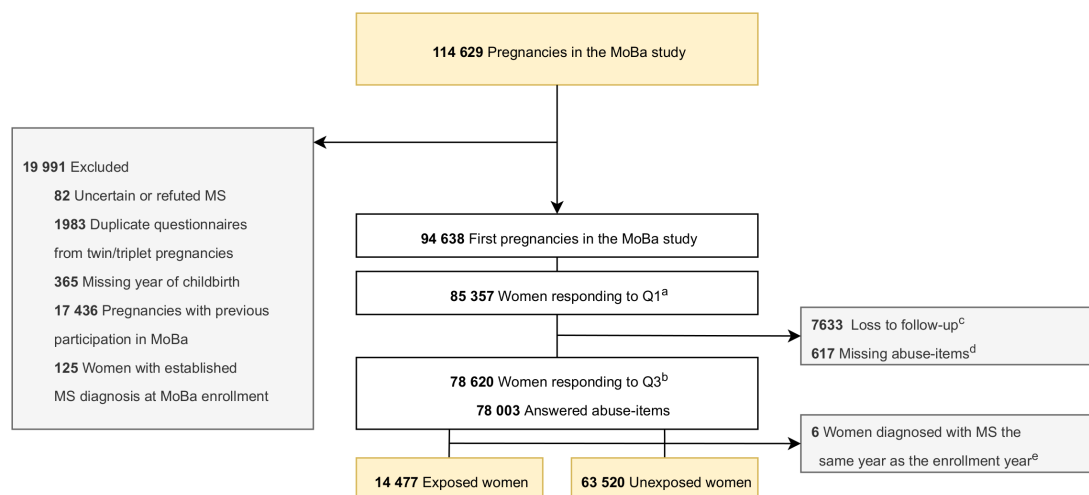 114 629 Pregnancies in the MoBa study
19 991 Excluded
82 Uncertain or refuted MS
1983 Duplicate questionnaires
from twin/triplet pregnancies
365 Missing year of childbirth
17 436 Pregnancies with previous
participation in MoBa
125 Women with established
MS diagnosis at MoBa enrollment
94 638 First pregnancies in the MoBa study
85 357 Women responding to Q1a
7633 Loss to follow-upc
617 Missing abuse-itemsd
78 620 Women responding to Q3b
78 003 Answered abuse-items
6 Women diagnosed with MS the
same year as the enrollment yeare
14 477 Exposed women
63 520 Unexposed women